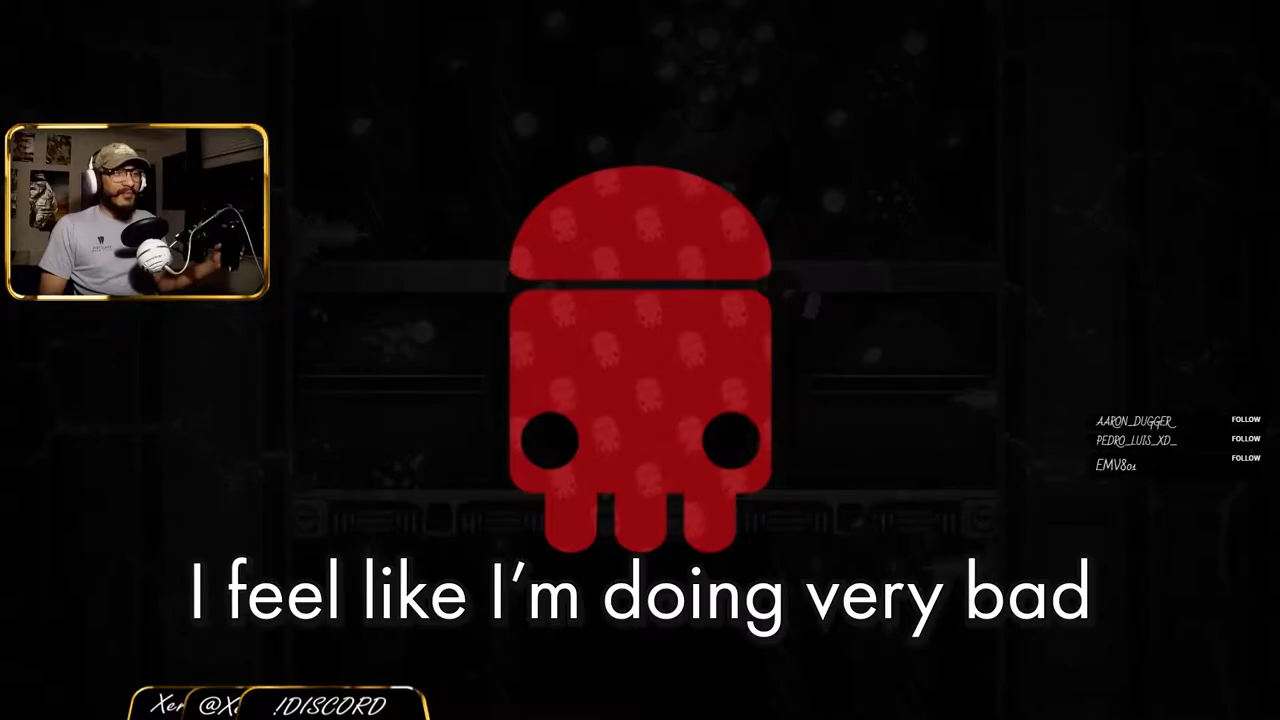 AARON_DUGGER_ FOLLOW
PEDRO_LUIS_XD_ FOLLOW
EMV801 FOLLOW
I feel like I’m doing very bad
!DISCORD